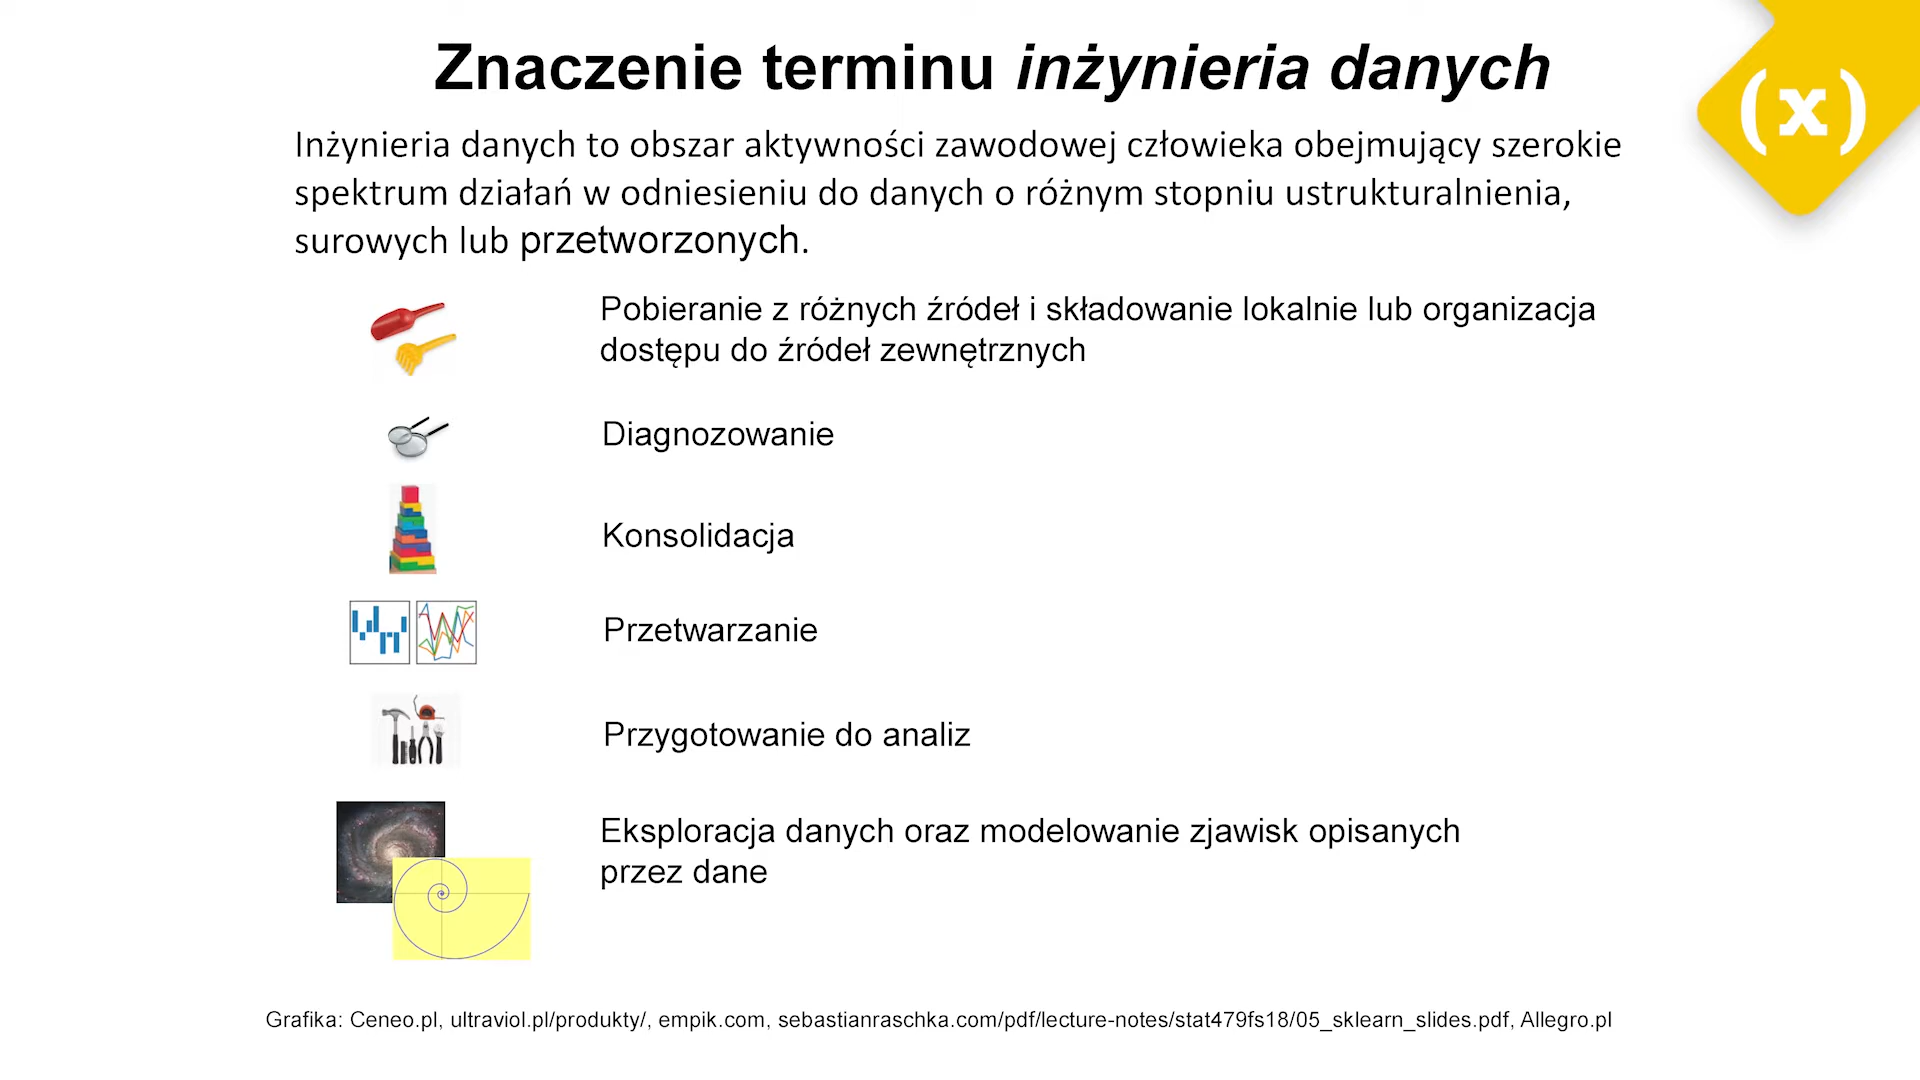 Znaczenie terminu inżynieria danych
(x)
Inżynieria danych to obszar aktywności zawodowej człowieka obejmujący szerokie
spektrum działań w odniesieniu do danych o różnym stopniu ustrukturalnienia,
surowych lub przetworzonych.
Pobieranie z różnych źródeł i składowanie lokalnie lub organizacja
dostępu do źródeł zewnętrznych
Diagnozowanie
Konsolidacja
Przetwarzanie
Przygotowanie do analiz
Eksploracja danych oraz modelowanie zjawisk opisanych
przez dane
Grafika: Ceneo.pl, ultraviol.pl/produkty/, empik.com, sebastianraschka.com/pdf/lecture-notes/stat479fs18/05_sklearn_slides.pdf, Allegro.pl